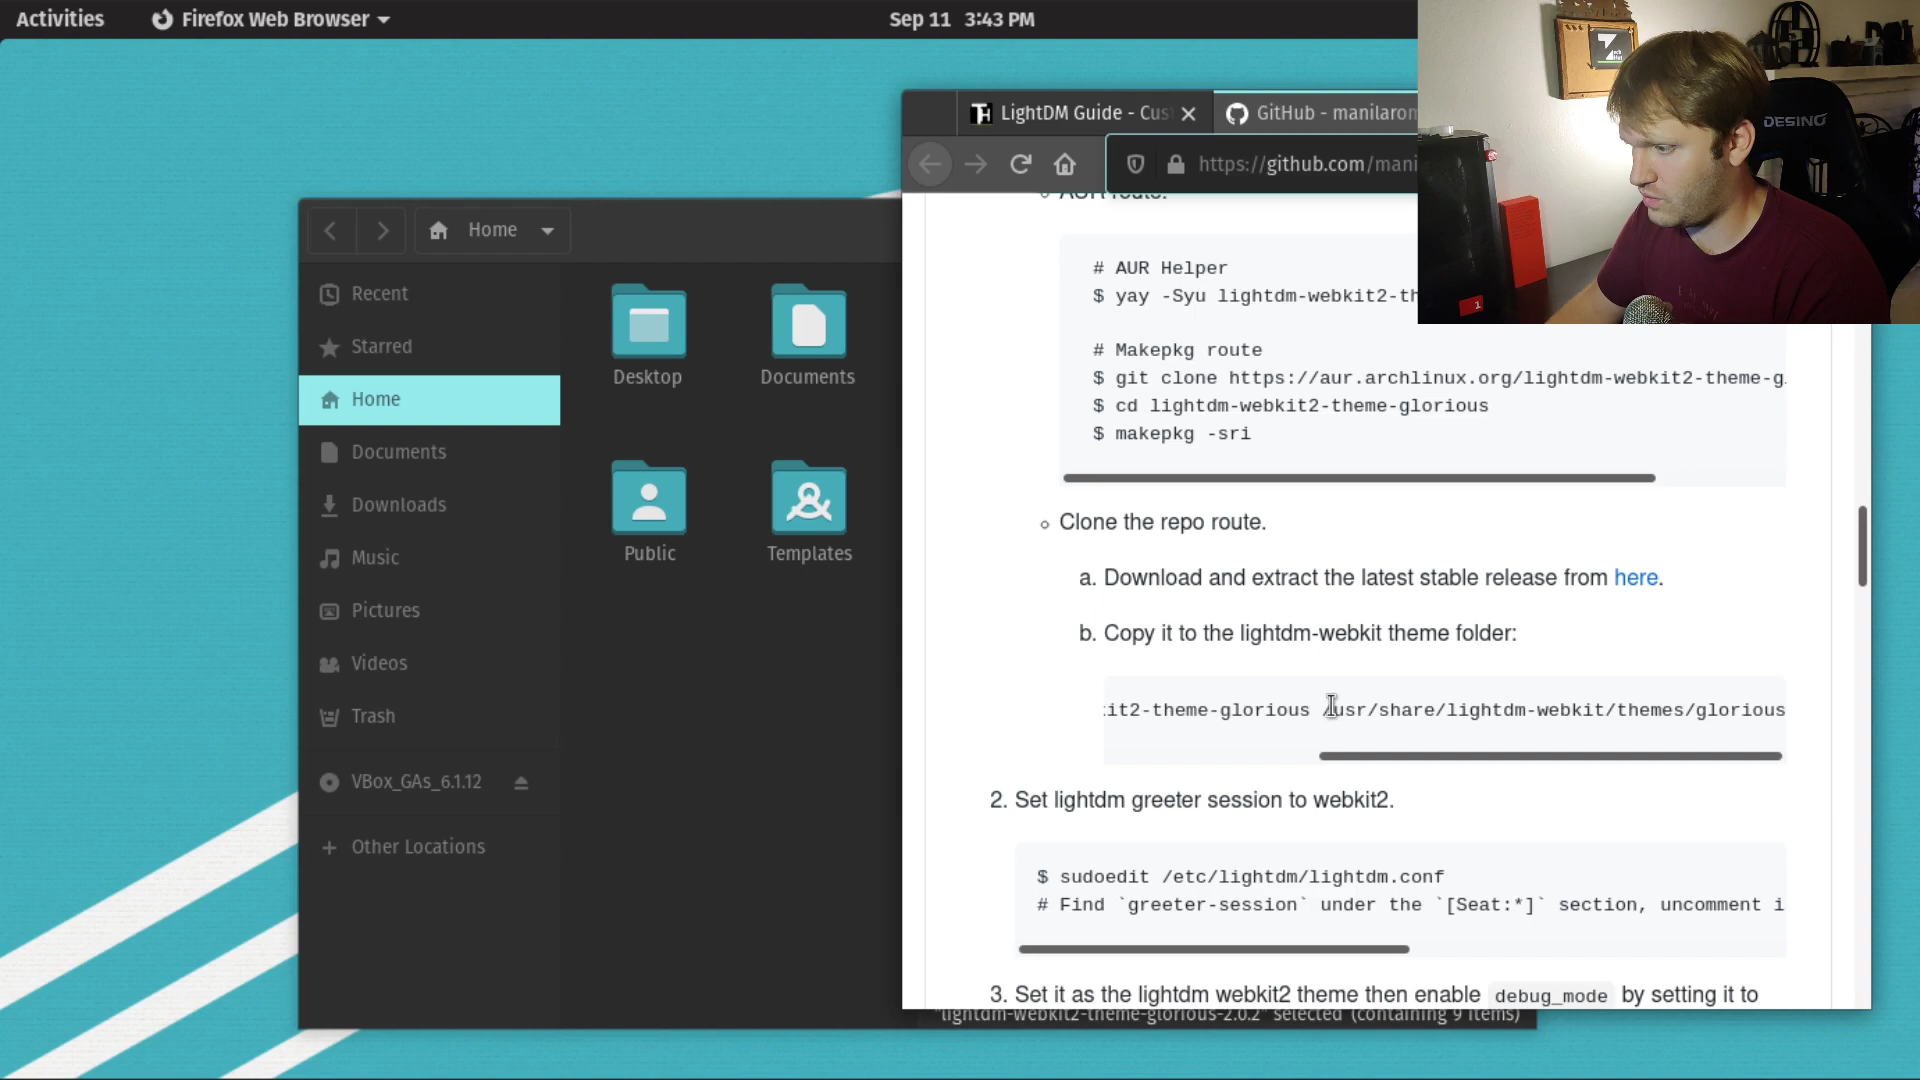 Activities
Firefox Web Browser
Sep 11 3:43 PM
LightDM Guide - Cus
GitHub - manilaron
https://github.com/mani
Home
Recent
Starred
Home
Documents
Downloads
Music
Pictures
Videos
Trash
VBox_GAs_6.1.12
Other Locations
Desktop
Documents
Public
Templates
AUR route.
# AUR Helper
$ yay -Syu lightdm-webkit2-th
# Makepkg route
$ git clone https://aur.archlinux.org/lightdm-webkit2-theme-g
$ cd lightdm-webkit2-theme-glorious
$ makepkg -sri
Clone the repo route.
a. Download and extract the latest stable release from here.
b. Copy it to the lightdm-webkit theme folder:
it2-theme-glorious /usr/share/lightdm-webkit/themes/glorious
2. Set lightdm greeter session to webkit2.
$ sudoedit /etc/lightdm/lightdm.conf
# Find `greeter-session` under the `[Seat:*]` section, uncomment i
3. Set it as the lightdm webkit2 theme then enable debug_mode by setting it to
"lightdm-webkit2-theme-glorious-2.0.2" selected (containing 9 items)
DESINO
1